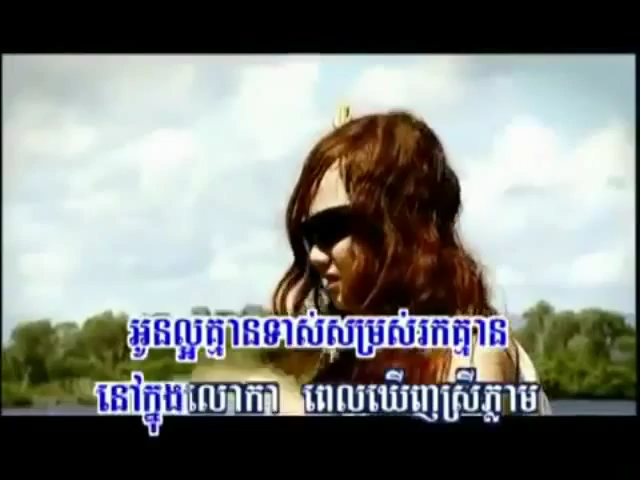 អូនល្អគ្មានទាស់សម្រស់រកគ្មាន
នៅក្នុងលោកា ពេលឃើញស្រីភ្លាម